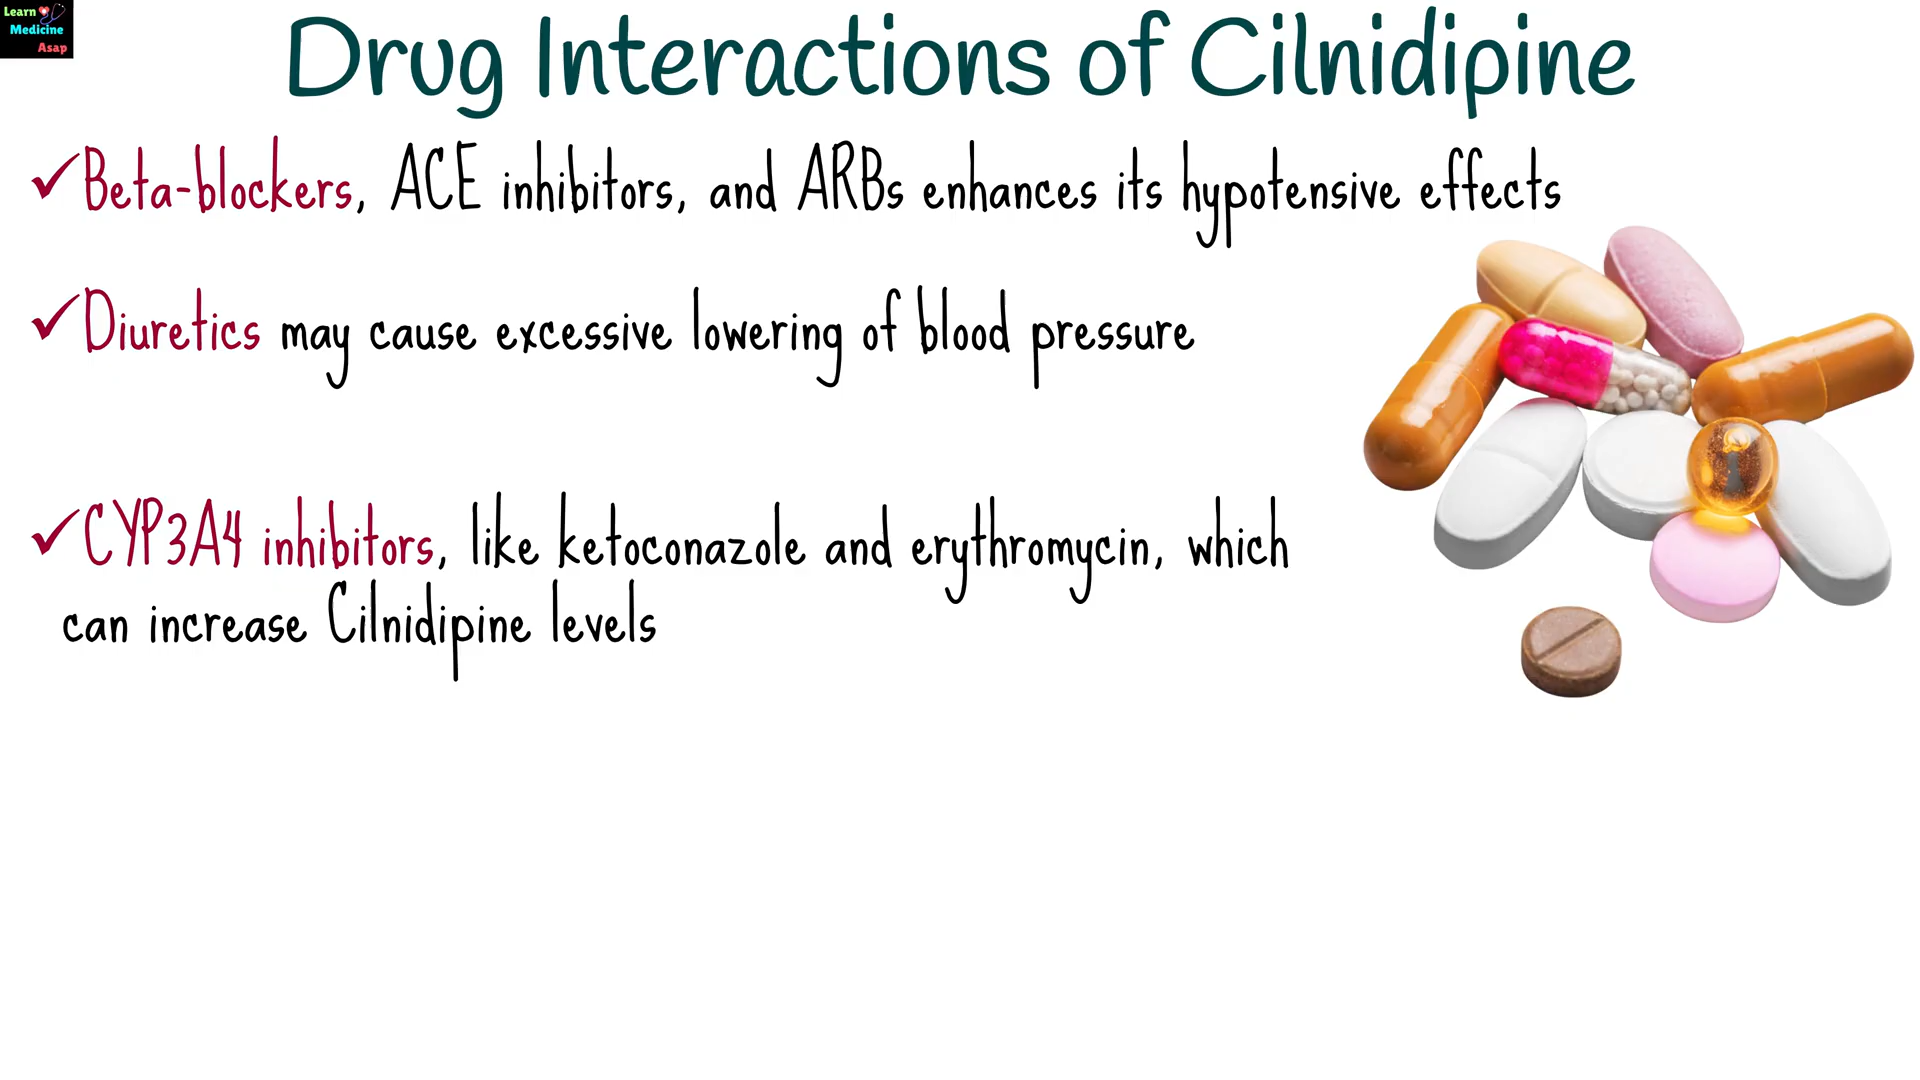 Learn
Medicine
Asap
Drug Interactions of Cilnidipine
✓Beta-blockers, ACE inhibitors, and ARBs enhances its hypotensive effects
✓Diuretics may cause excessive lowering of blood pressure
✓CYP3A4 inhibitors, like ketoconazole and erythromycin, which
can increase Cilnidipine levels